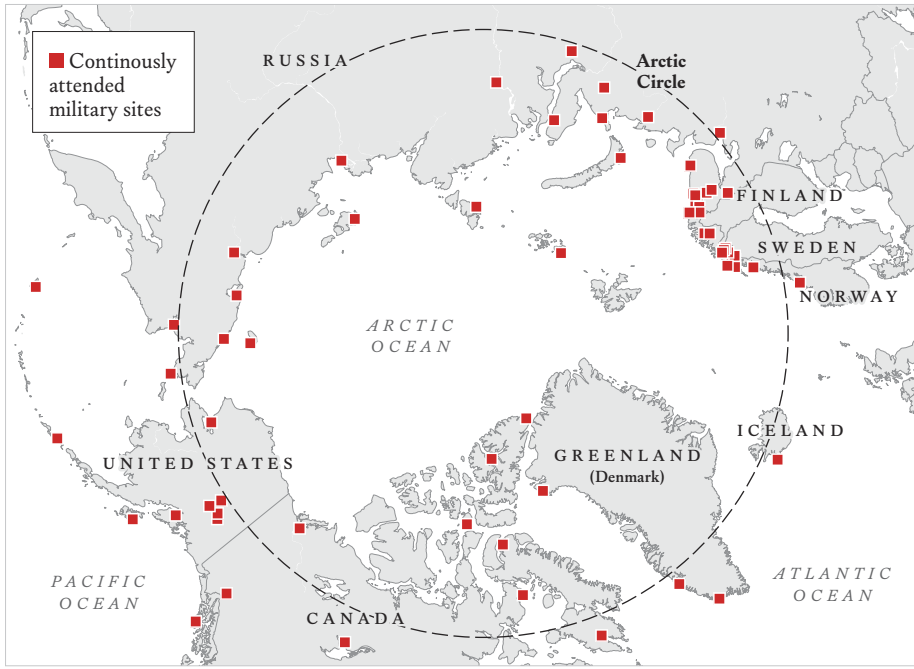 Continously
attended
military sites
RUSSIA
Arctic
Circle
FINLAND
SWEDEN
NORWAY
ARCTIC
OCEAN
ICELAND
UNITED STATES
GREENLAND
(Denmark)
PACIFIC
OCEAN
ATLANTIC
OCEAN
CANADA